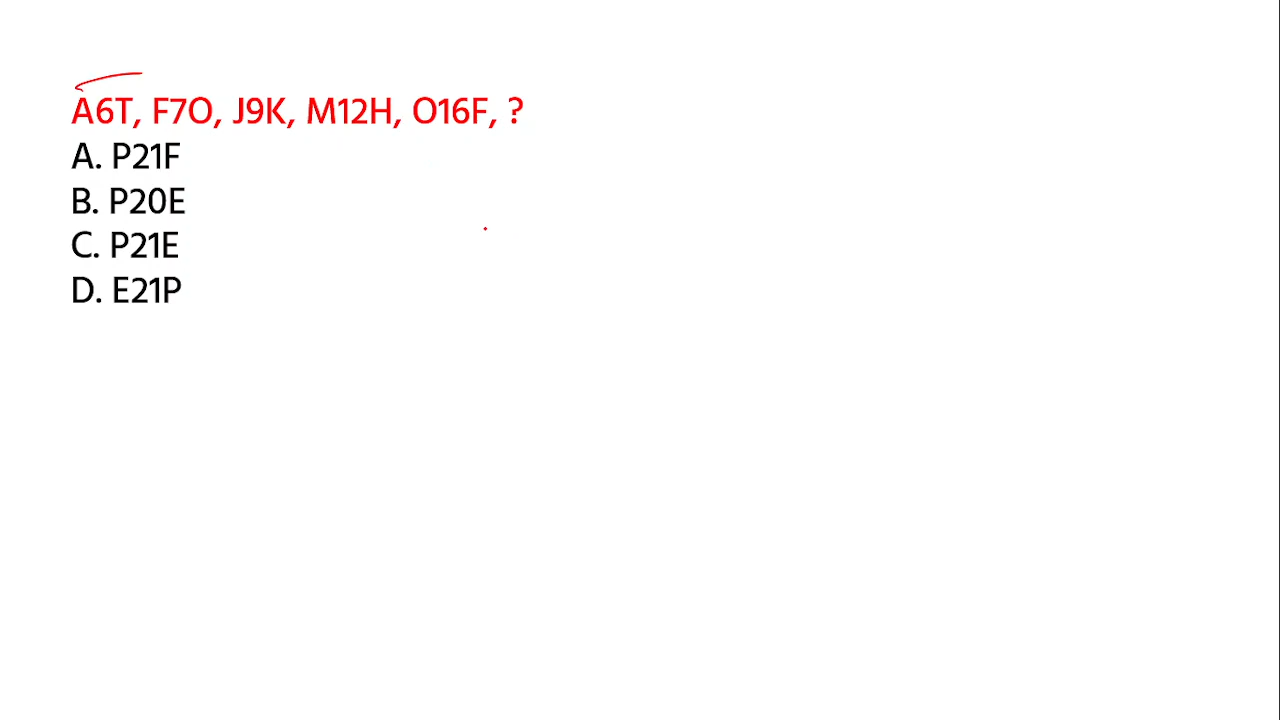 A6T, F7O, J9K, M12H, O16F, ?
A. P21F
B. P20E
C. P21E
D. E21P